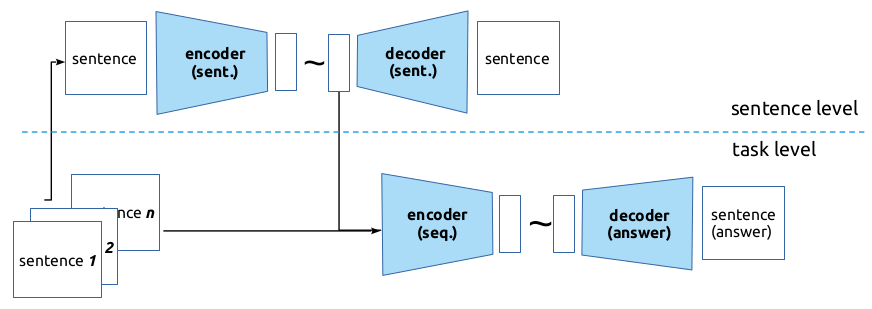 sentence
encoder
(sent.)
~
decoder
(sent.)
sentence
sentence level
task level
tence n
2
sentence 1
encoder
(seq.)
~
decoder
(answer)
sentence
(answer)